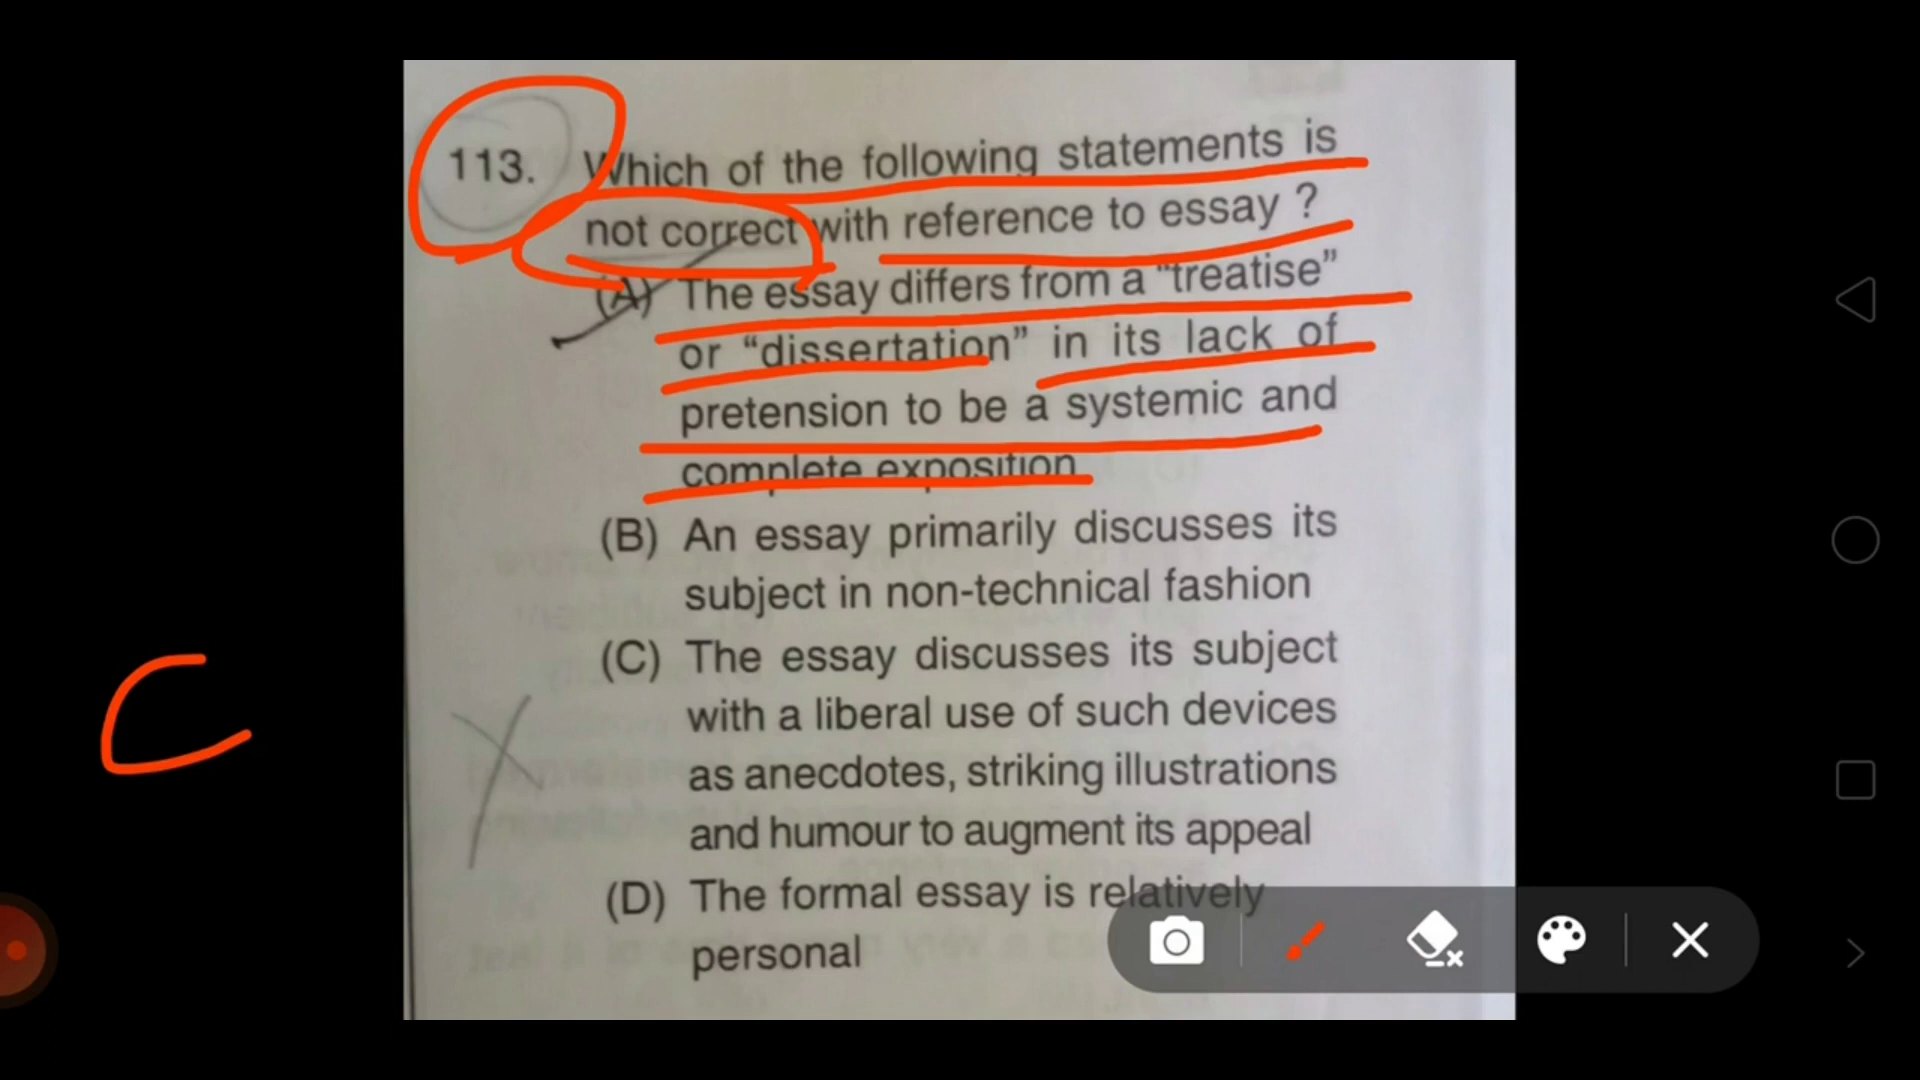 113. Which of the following statements is
not correct with reference to essay ?
(A) The essay differs from a "treatise"
or "dissertation" in its lack of
pretension to be a systemic and
complete exposition
(B) An essay primarily discusses its
subject in non-technical fashion
(C) The essay discusses its subject
with a liberal use of such devices
as anecdotes, striking illustrations
and humour to augment its appeal
(D) The formal essay is relatively
personal
C